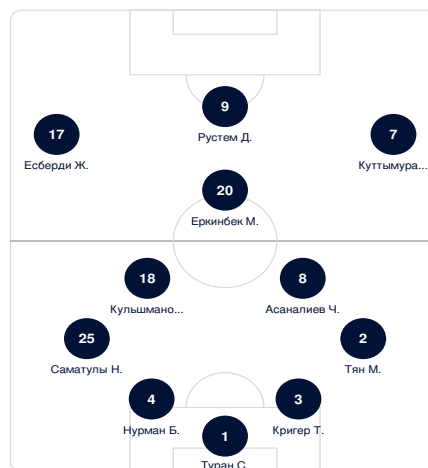 9
Рустем Д.
17
Есберди Ж.
7
Куттымура...
20
Еркинбек М.
18
Кульшмано...
8
Асаналиев Ч.
25
Саматулы Н.
2
Тян М.
4
Нурман Б.
3
Кригер Т.
1
Туран С.